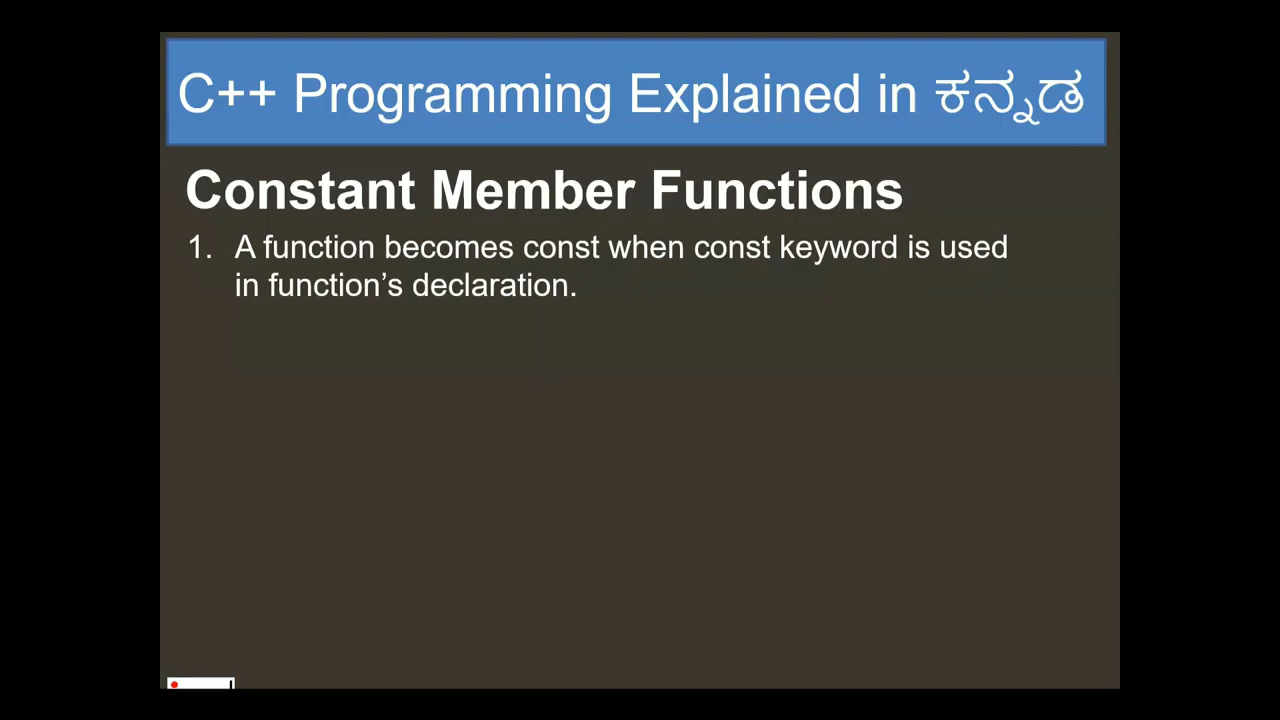 C++ Programming Explained in ಕನ್ನಡ
Constant Member Functions
1. A function becomes const when const keyword is used
in function’s declaration.